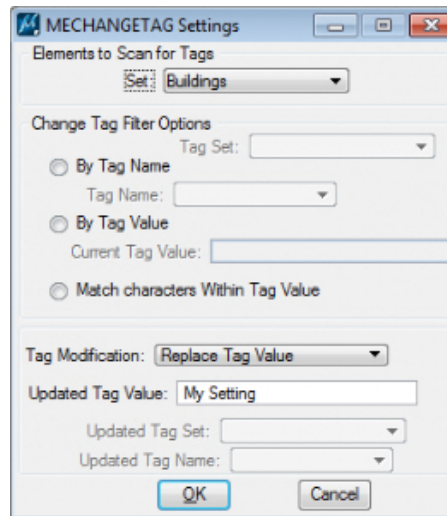 MECHANGETAG Settings
Elements to Scan for Tags
Set: Buildings
Change Tag Filter Options
Tag Set:
By Tag Name
Tag Name:
By Tag Value
Current Tag Value:
Match characters Within Tag Value
Tag Modfication: Replace Tag Value
Updated Tag Value: My Setting
Updated Tag Set:
Updated Tag Name:
OK Cancel